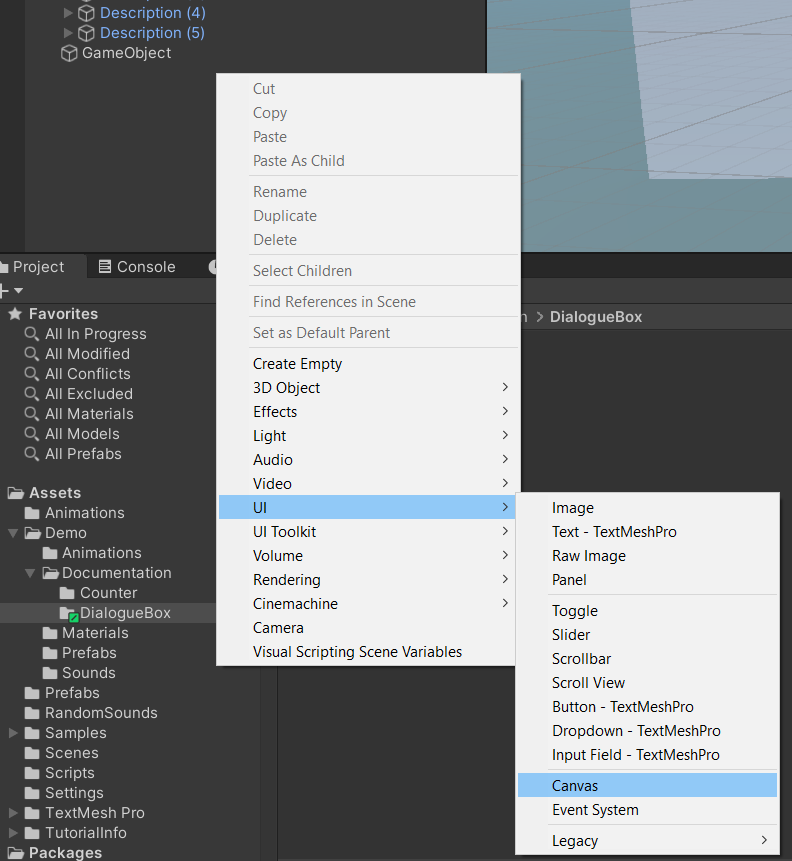 Description (4)
Description (5)
GameObject
Cut
Copy
Paste
Paste As Child
Rename
Duplicate
Delete
Select Children
Find References in Scene
Set as Default Parent
Create Empty
3D Object
Effects
Light
Audio
Video
UI
UI Toolkit
Volume
Rendering
Cinemachine
Camera
Visual Scripting Scene Variables
Image
Text - TextMeshPro
Raw Image
Panel
Toggle
Slider
Scrollbar
Scroll View
Button - TextMeshPro
Dropdown - TextMeshPro
Input Field - TextMeshPro
Canvas
Event System
Legacy
Project
Console
n > DialogueBox
Favorites
All In Progress
All Modified
All Conflicts
All Excluded
All Materials
All Models
All Prefabs
Assets
Animations
Demo
Animations
Documentation
Counter
DialogueBox
Materials
Prefabs
Sounds
Prefabs
RandomSounds
Samples
Scenes
Scripts
Settings
TextMesh Pro
TutorialInfo
Packages